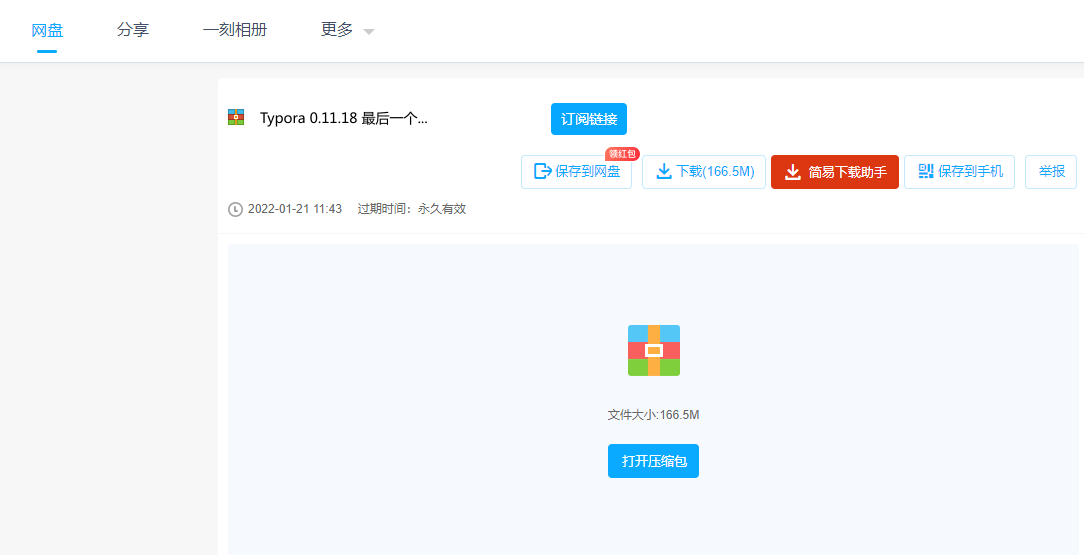 网盘 分享 一刻相册 更多
Typora 0.11.18 最后一个... 订阅链接
领红包
保存到网盘 下载(166.5M) 简易下载助手 保存到手机 举报
2022-01-21 11:43 过期时间：永久有效
文件大小:166.5M
打开压缩包